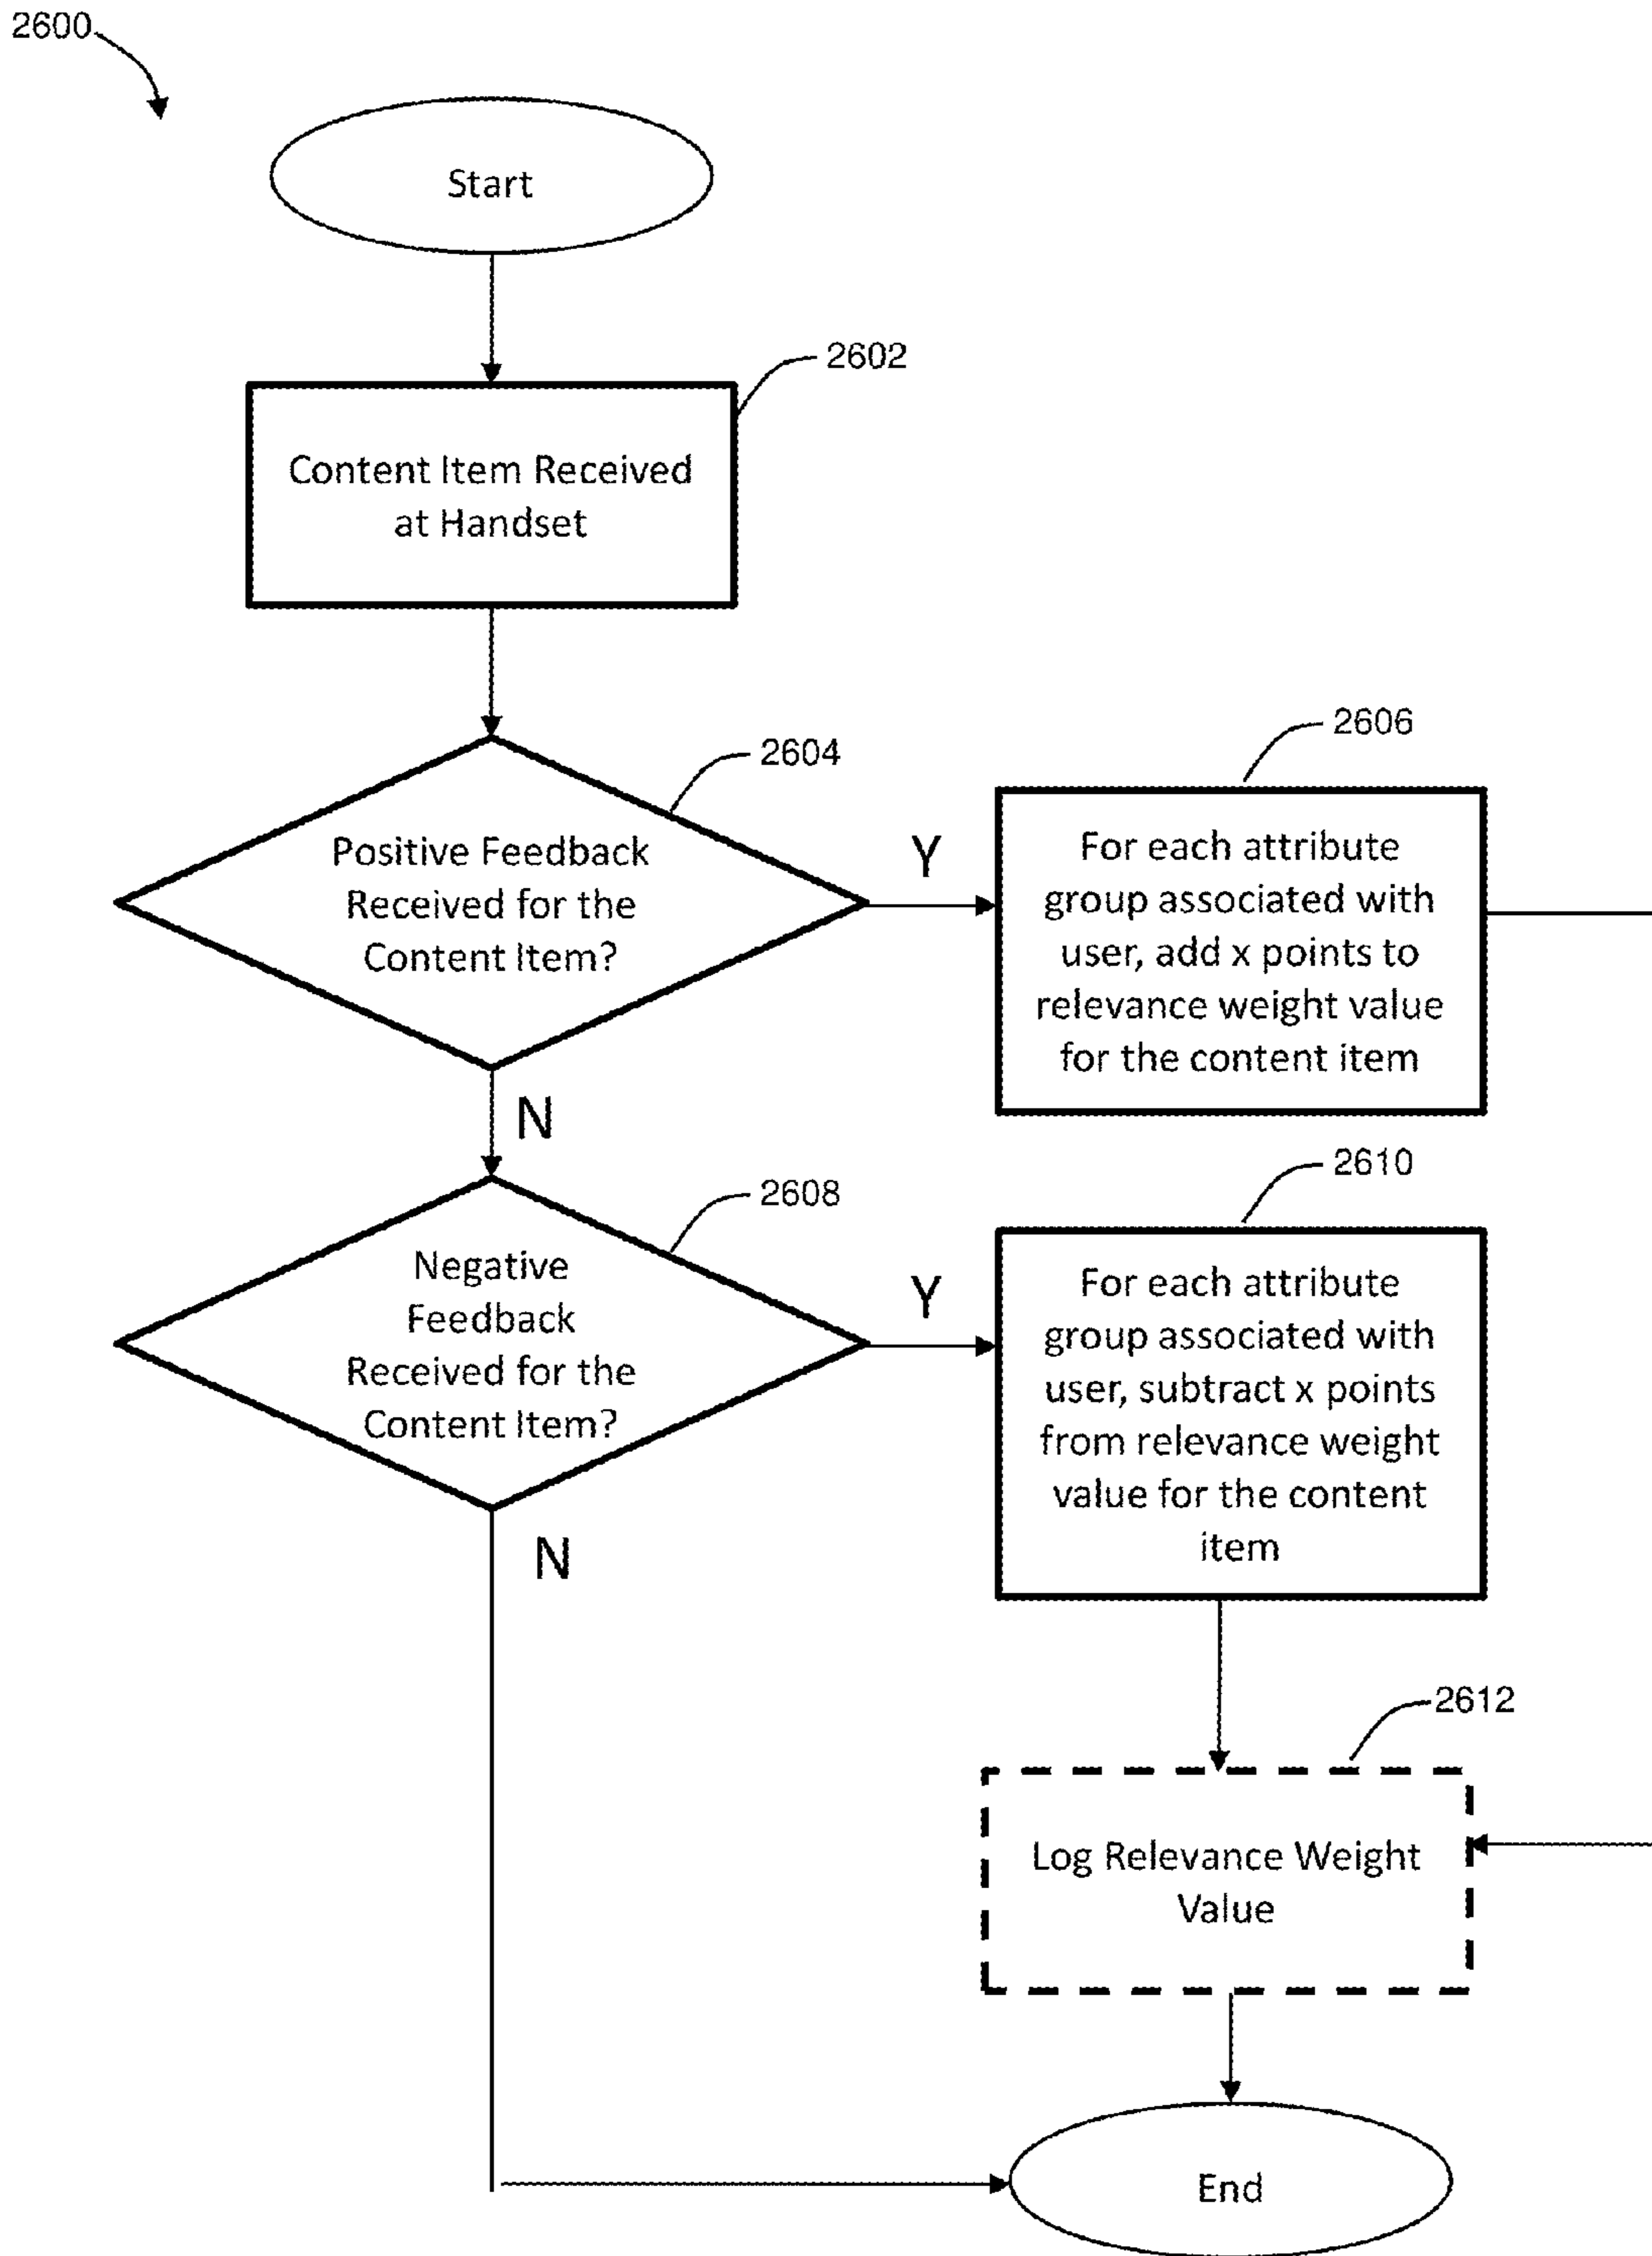 2600
Start
2602
Content Item Received
at Handset
2604
Positive Feedback
Received for the
Content Item?
Y
2606
For each attribute
group associated with
user, add x points to
relevance weight value
for the content item
N
2608
Negative
Feedback
Received for the
Content Item?
Y
2610
For each attribute
group associated with
user, subtract x points
from relevance weight
value for the content
item
N
2612
Log Relevance Weight
Value
End